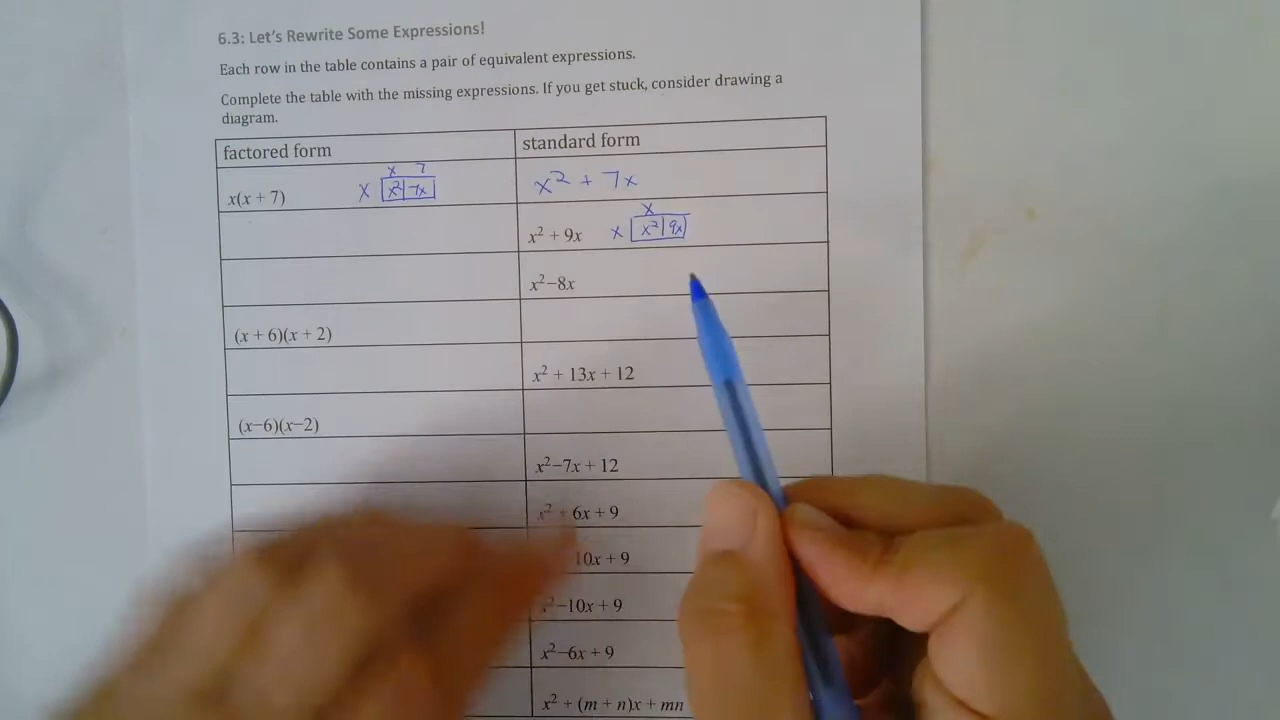 6.3: Let's Rewrite Some Expressions!
Each row in the table contains a pair of equivalent expressions.
Complete the table with the missing expressions. If you get stuck, consider drawing a
diagram.
factored form
standard form
x 7
x(x + 7) x x² 7x x² + 7x
x
x² + 9x x x² 9x
x²−8x
(x + 6)(x + 2)
x² + 13x + 12
(x−6)(x−2)
x²−7x + 12
x² + 6x + 9
10x + 9
x²−10x + 9
x²−6x + 9
x² + (m + n)x + mn